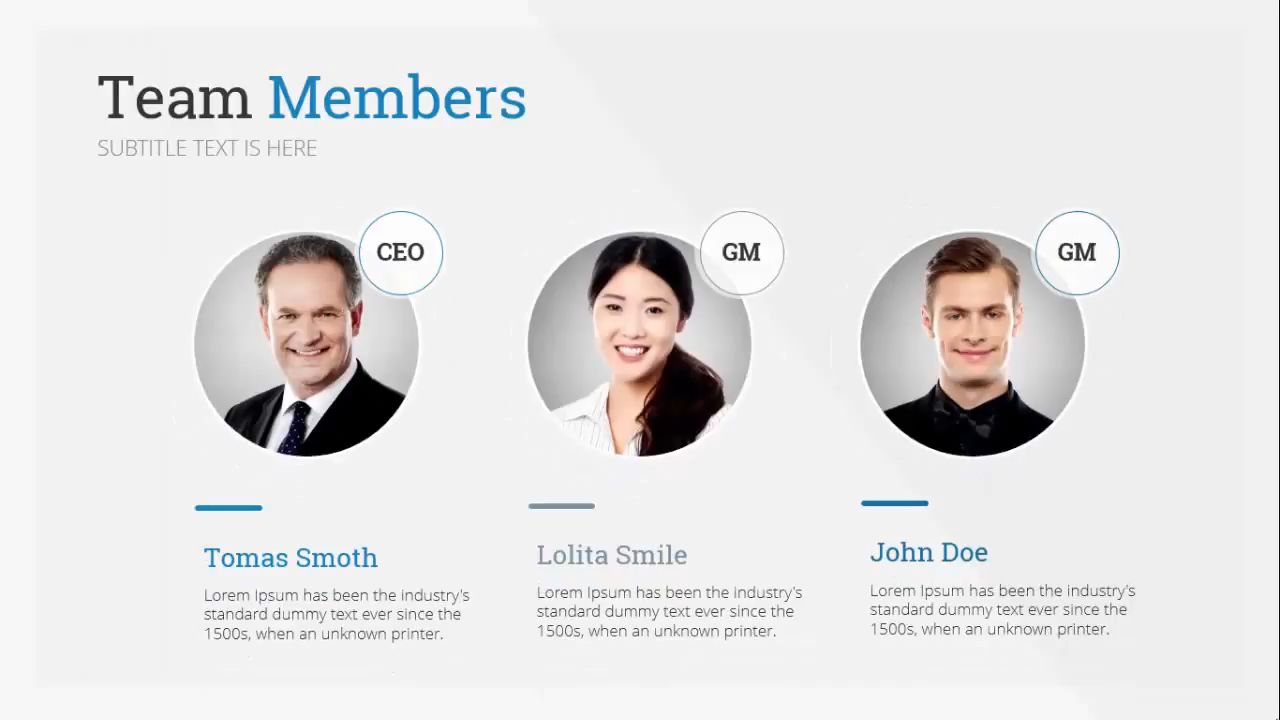 Team Members
SUBTITLE TEXT IS HERE
CEO
GM
GM
Tomas Smoth
Lorem Ipsum has been the industry's
standard dummy text ever since the
1500s, when an unknown printer.
Lolita Smile
Lorem Ipsum has been the industry's
standard dummy text ever since the
1500s, when an unknown printer.
John Doe
Lorem Ipsum has been the industry's
standard dummy text ever since the
1500s, when an unknown printer.